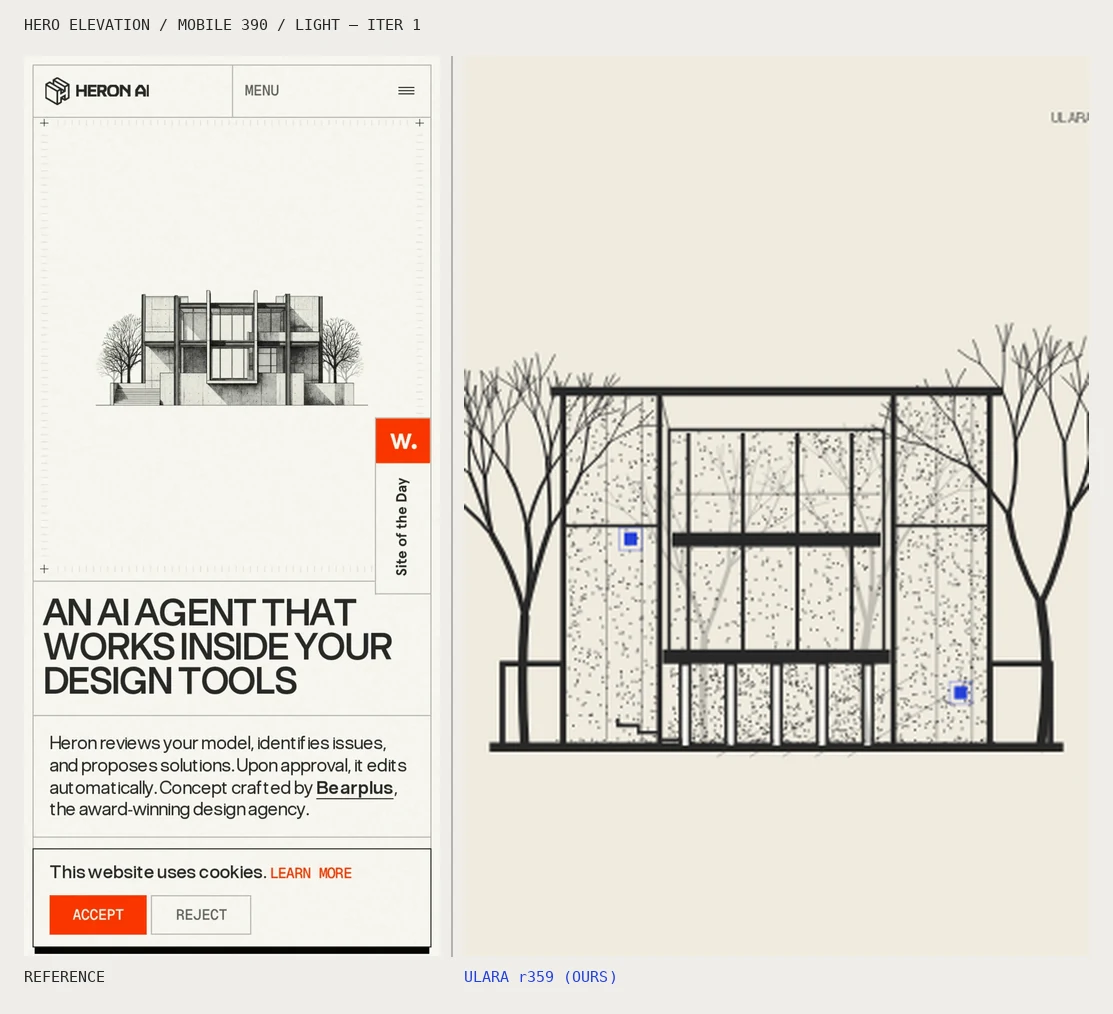 HERO ELEVATION / MOBILE 390 / LIGHT — ITER 1
HERON AI
MENU
W.
Site of the Day
AN AI AGENT THAT
WORKS INSIDE YOUR
DESIGN TOOLS
Heron reviews your model, identifies issues,
and proposes solutions. Upon approval, it edits
automatically. Concept crafted by Bearplus,
the award-winning design agency.
This website uses cookies. LEARN MORE
ACCEPT
REJECT
REFERENCE
ULARA
ULARA r359 (OURS)